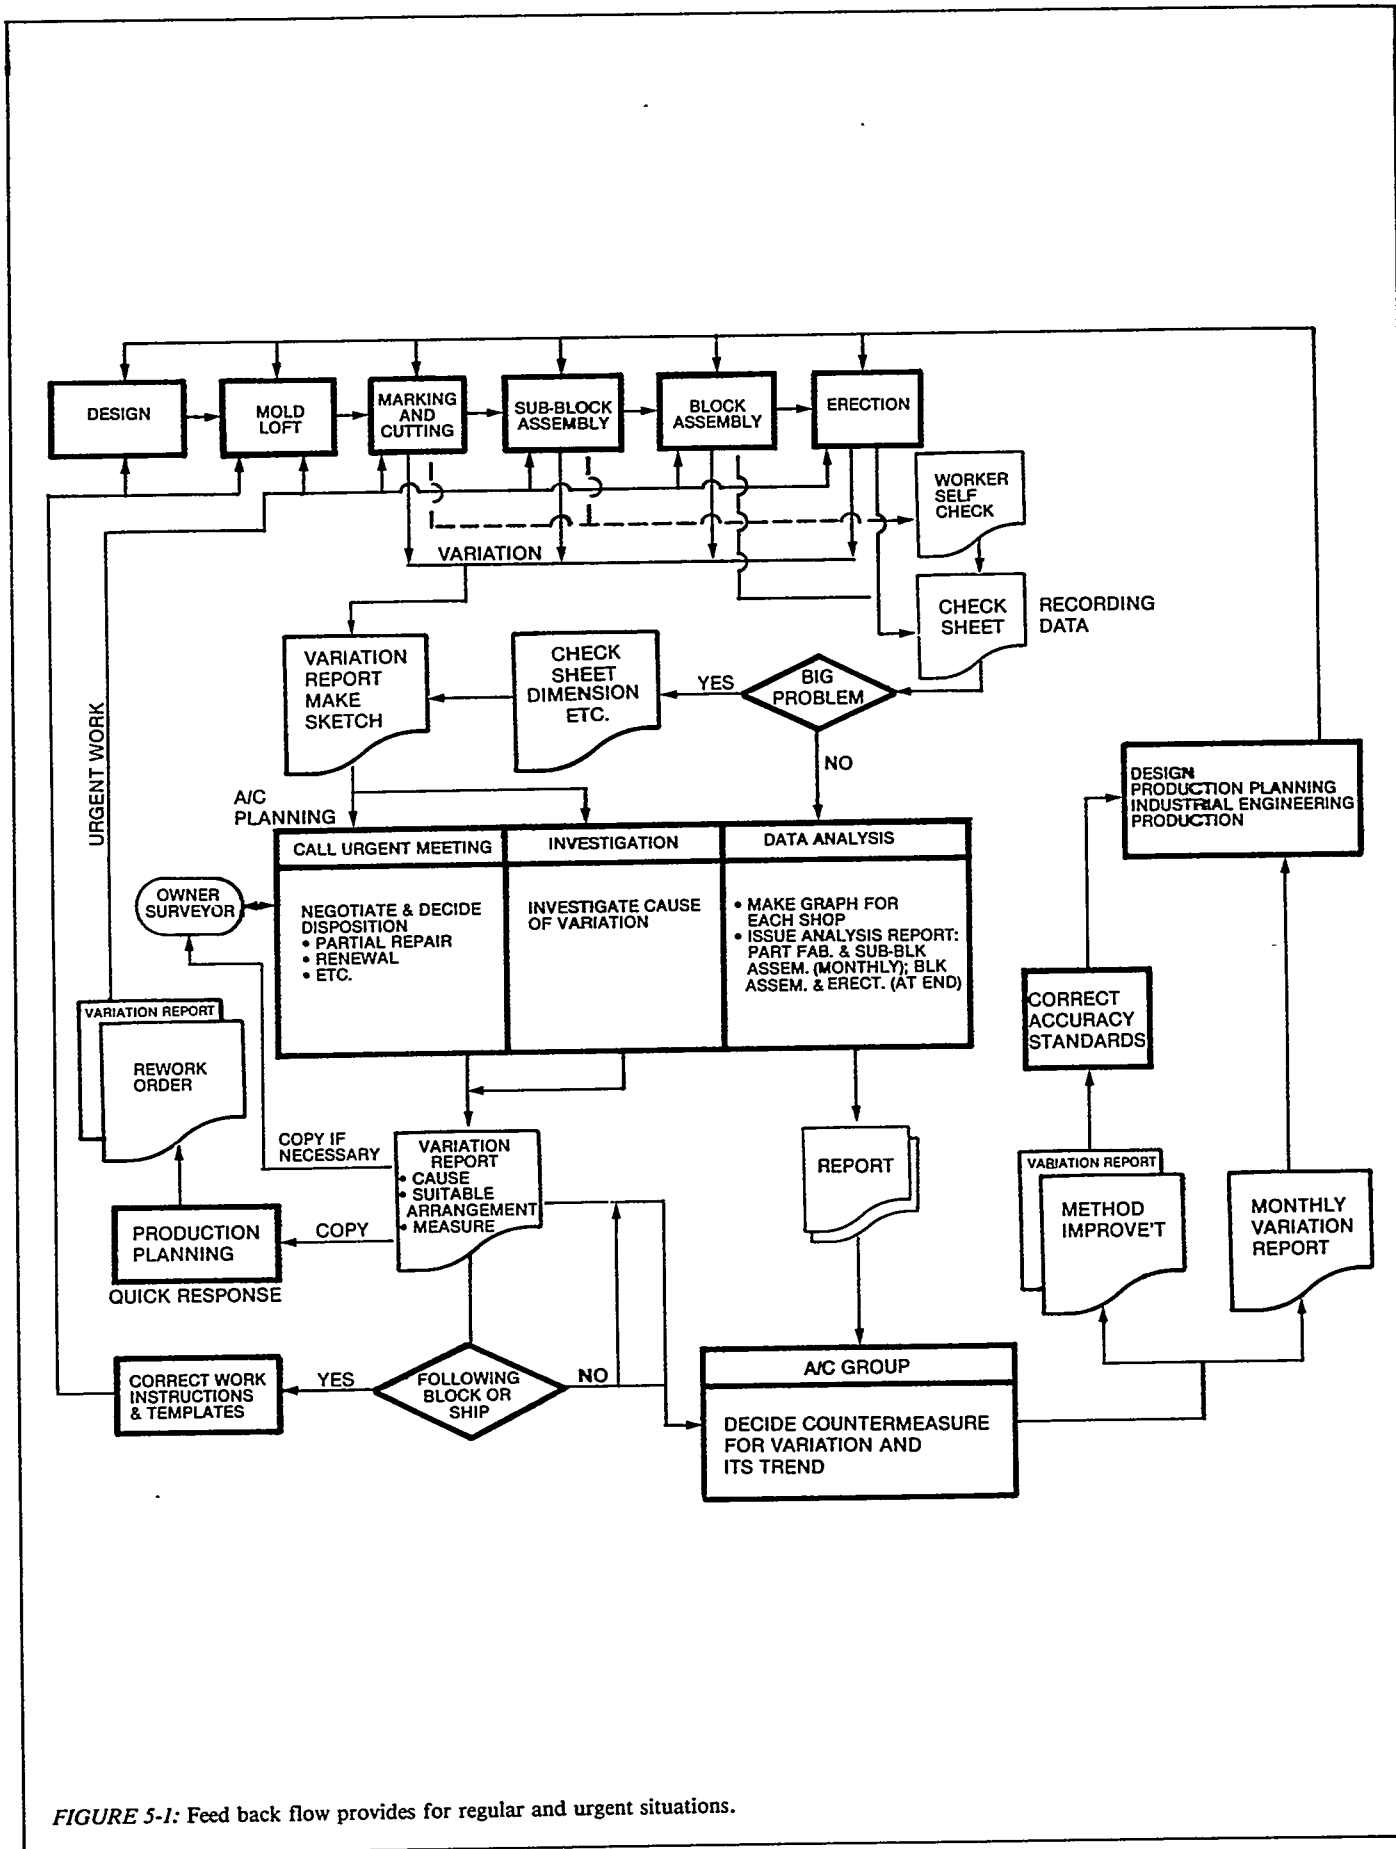 DESIGN
MOLD
LOFT
MARKING
AND
CUTTING
SUB-BLOCK
ASSEMBLY
BLOCK
ASSEMBLY
ERECTION
WORKER
SELF
CHECK
VARIATION
CHECK
SHEET
RECORDING
DATA
VARIATION
REPORT
MAKE
SKETCH
CHECK
SHEET
DIMENSION
ETC.
YES
BIG
PROBLEM
NO
URGENT WORK
A/C
PLANNING
DESIGN
PRODUCTION PLANNING
INDUSTRIAL ENGINEERING
PRODUCTION
CALL URGENT MEETING
INVESTIGATION
DATA ANALYSIS
OWNER
SURVEYOR
NEGOTIATE & DECIDE
DISPOSITION
• PARTIAL REPAIR
• RENEWAL
• ETC.
INVESTIGATE CAUSE
OF VARIATION
• MAKE GRAPH FOR
EACH SHOP
• ISSUE ANALYSIS REPORT:
PART FAB. & SUB-BLK
ASSEM. (MONTHLY); BLK
ASSEM. & ERECT. (AT END)
CORRECT
ACCURACY
STANDARDS
VARIATION REPORT
REWORK
ORDER
COPY IF
NECESSARY
VARIATION
REPORT
• CAUSE
• SUITABLE
ARRANGEMENT
• MEASURE
REPORT
VARIATION REPORT
METHOD
IMPROVE'T
MONTHLY
VARIATION
REPORT
PRODUCTION
PLANNING
COPY
QUICK RESPONSE
CORRECT WORK
INSTRUCTIONS
& TEMPLATES
YES
FOLLOWING
BLOCK OR
SHIP
NO
A/C GROUP
DECIDE COUNTERMEASURE
FOR VARIATION AND
ITS TREND
FIGURE 5-1: Feed back flow provides for regular and urgent situations.